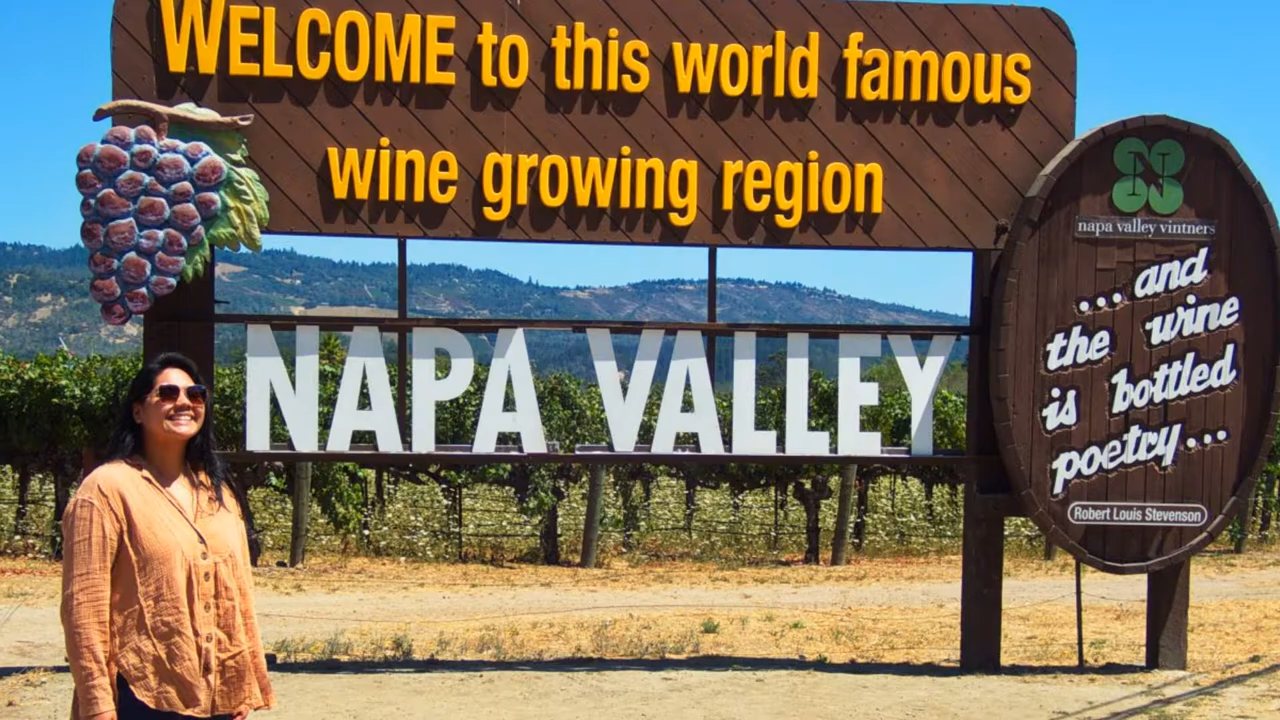 WELCOME to this world famous
wine growing region
NAPA VALLEY
N
napa valley vintners
... and
the wine
is bottled
poetry...
Robert Louis Stevenson